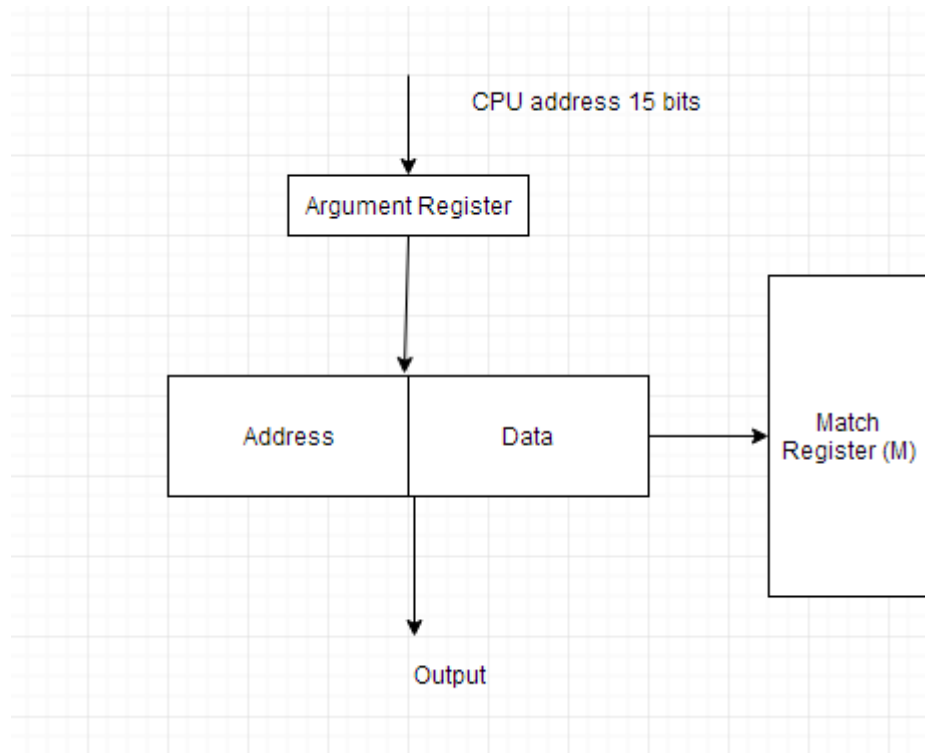 CPU address 15 bits
Argument Register
Address
Data
Match
Register (M)
Output